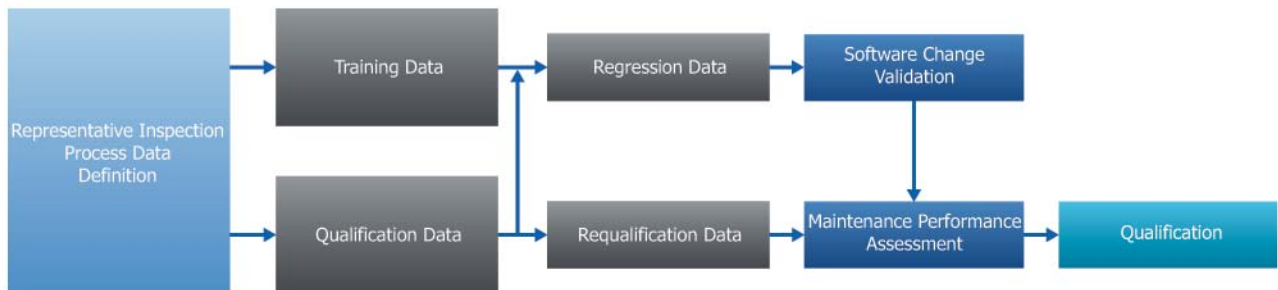 Representative Inspection
Process Data
Definition
Training Data
Qualification Data
Regression Data
Requalification Data
Software Change
Validation
Maintenance Performance
Assessment
Qualification